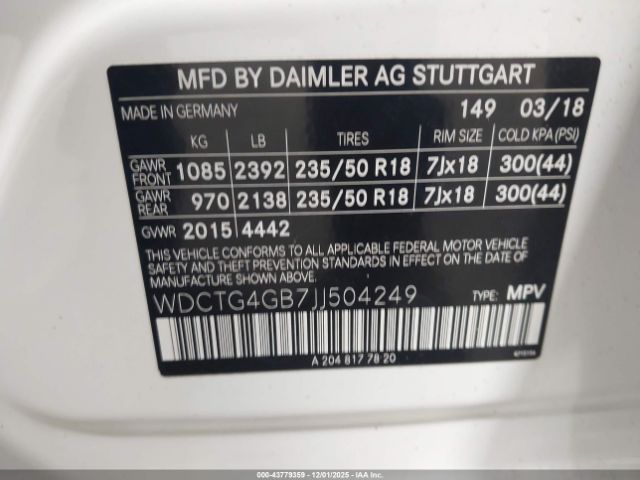 MFD BY DAIMLER AG STUTTGART
MADE IN GERMANY 149 03/18
KG LB TIRES RIM SIZE COLD KPA (PSI)
GAWR FRONT 1085 2392 235/50 R18 7Jx18 300(44)
GAWR REAR 970 2138 235/50 R18 7Jx18 300(44)
GVWR 2015 4442
THIS VEHICLE CONFORMS TO ALL APPLICABLE FEDERAL MOTOR VEHICLE
SAFETY AND THEFT PREVENTION STANDARDS IN EFFECT ON THE DATE OF
MANUFACTURE SHOWN ABOVE.
WDCTG4GB7JJ504249 TYPE: MPV
A 204 817 78 20
000-43779359 - 12/01/2025 - IAAI.COM